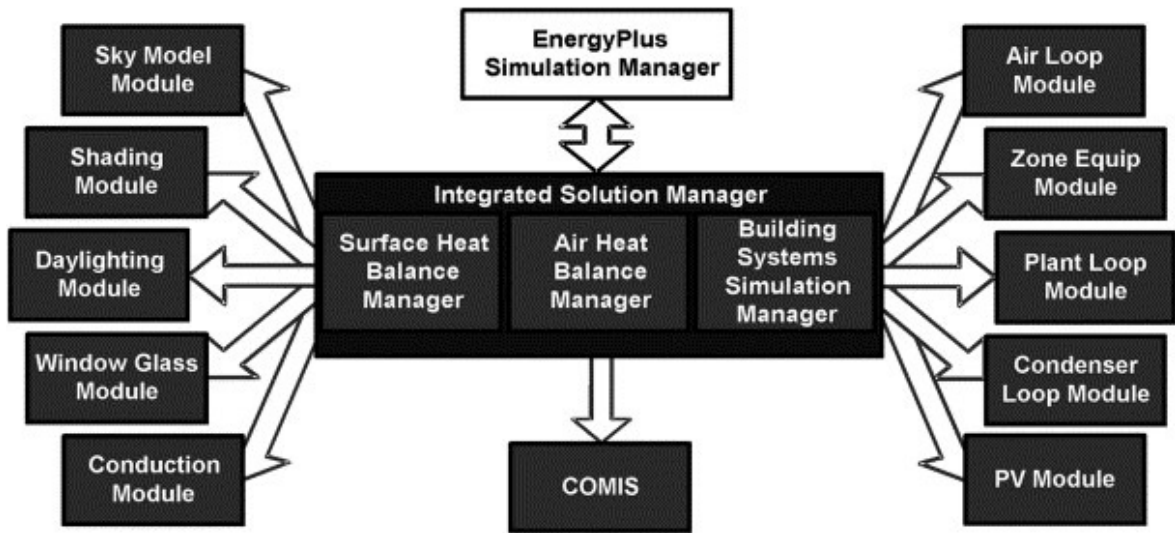 EnergyPlus
Simulation Manager
Sky Model
Module
Shading
Module
Daylighting
Module
Window Glass
Module
Conduction
Module
Integrated Solution Manager
Surface Heat
Balance
Manager
Air Heat
Balance
Manager
Building
Systems
Simulation
Manager
COMIS
Air Loop
Module
Zone Equip
Module
Plant Loop
Module
Condenser
Loop Module
PV Module